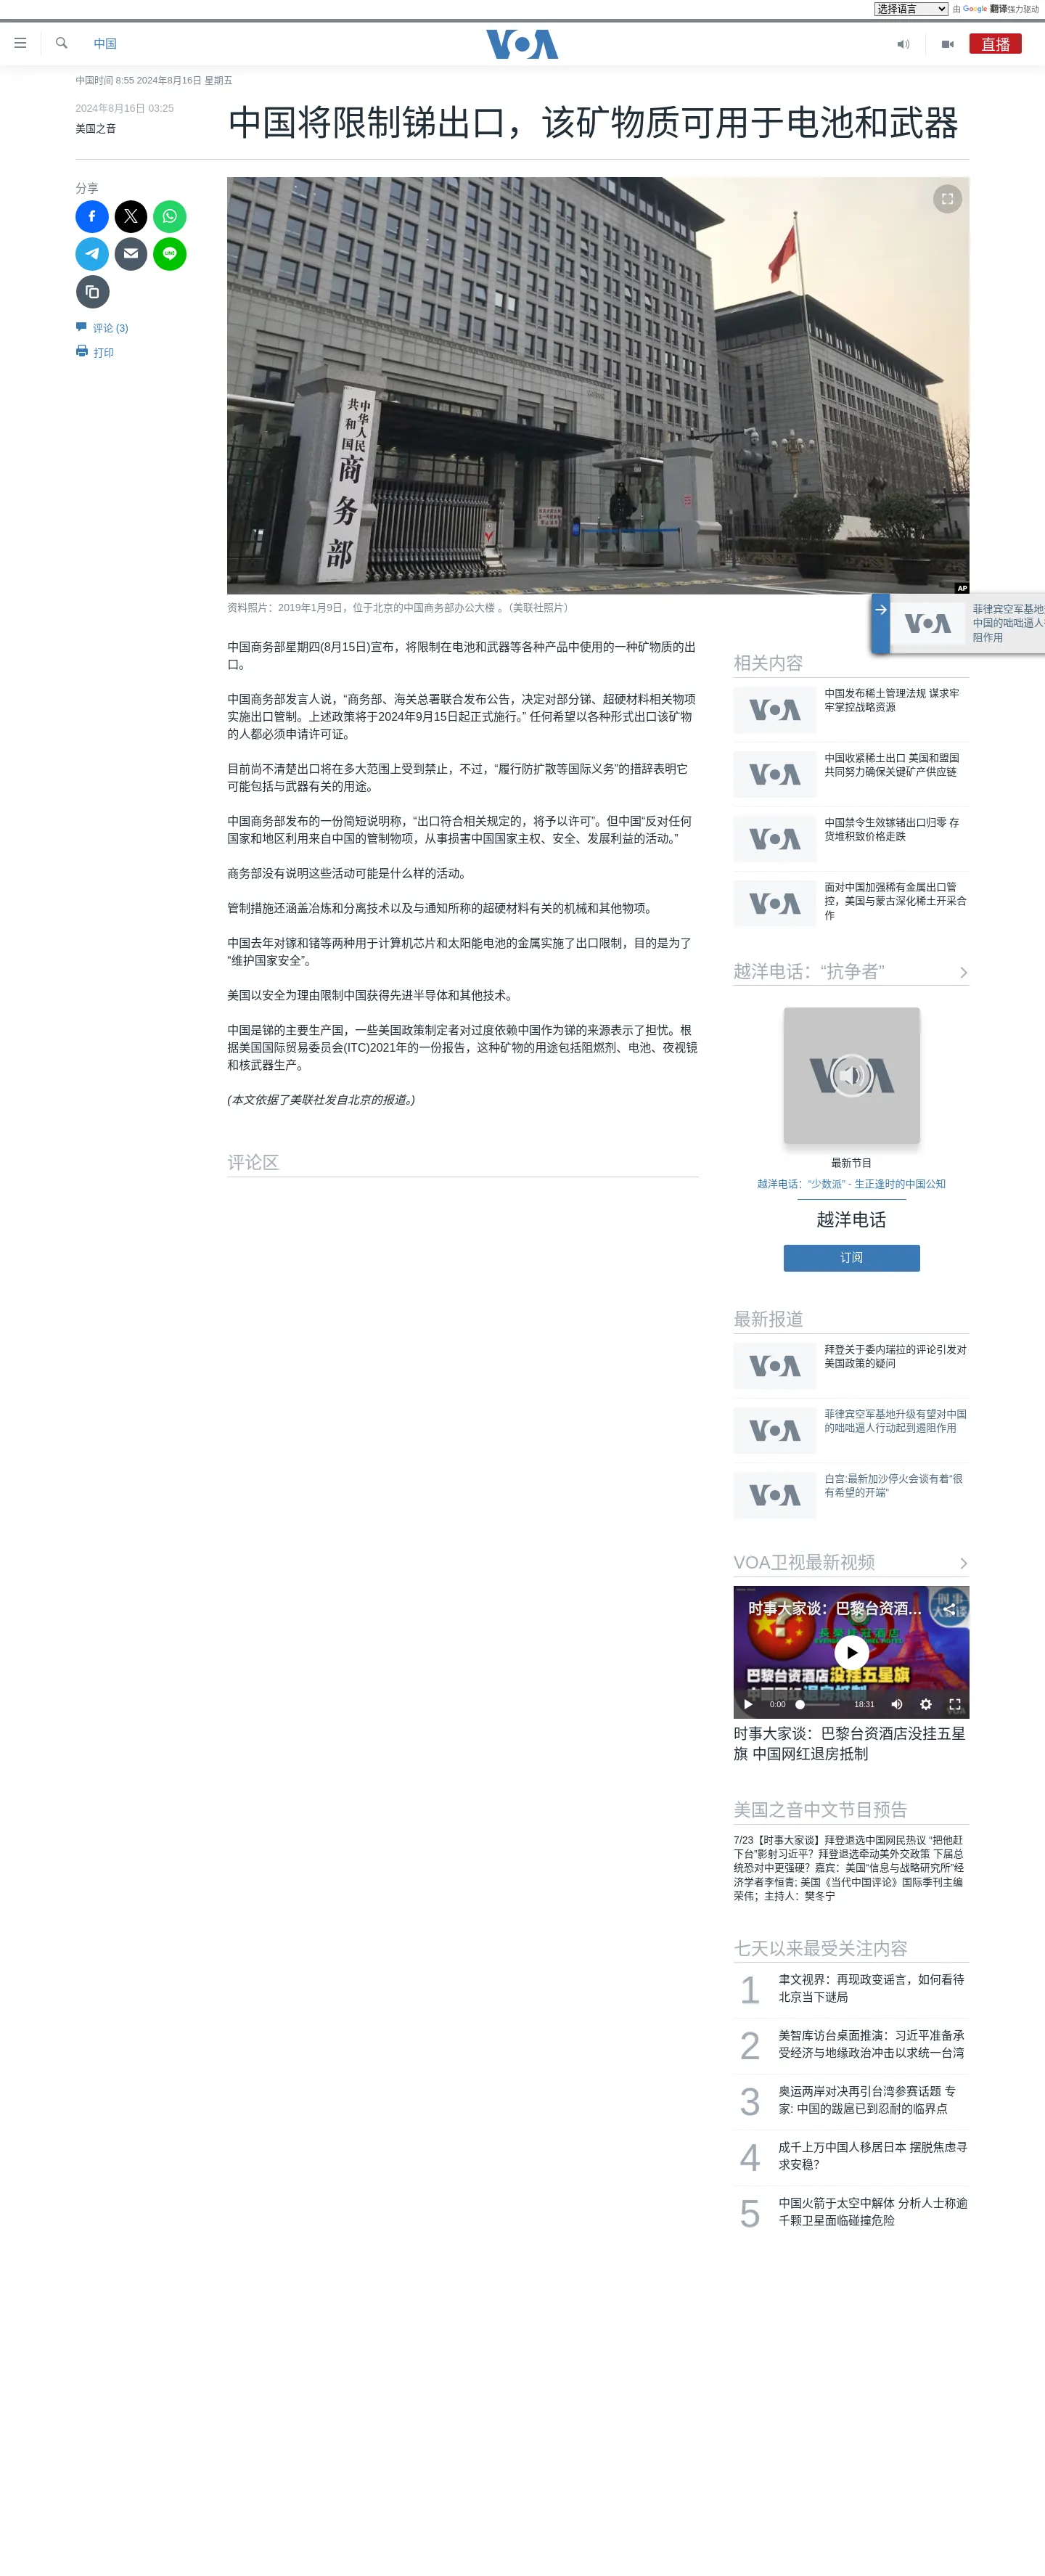 选择语言 由 Google 翻译强力驱动
中国
VOA
直播
中国时间 8:55 2024年8月16日 星期五
2024年8月16日 03:25
美国之音
中国将限制锑出口，该矿物质可用于电池和武器
分享
评论 (3)
打印
中华人民
共和国
商务部
AP
资料照片：2019年1月9日，位于北京的中国商务部办公大楼 。（美联社照片）
菲律宾空军基地
中国的咄咄逼人
阻作用
中国商务部星期四(8月15日)宣布，将限制在电池和武器等各种产品中使用的一种矿物质的出
口。
中国商务部发言人说，“商务部、海关总署联合发布公告，决定对部分锑、超硬材料相关物项
实施出口管制。上述政策将于2024年9月15日起正式施行。” 任何希望以各种形式出口该矿物
的人都必须申请许可证。
目前尚不清楚出口将在多大范围上受到禁止，不过，“履行防扩散等国际义务”的措辞表明它
可能包括与武器有关的用途。
中国商务部发布的一份简短说明称，“出口符合相关规定的，将予以许可”。但中国“反对任何
国家和地区利用来自中国的管制物项，从事损害中国国家主权、安全、发展利益的活动。”
商务部没有说明这些活动可能是什么样的活动。
管制措施还涵盖冶炼和分离技术以及与通知所称的超硬材料有关的机械和其他物项。
中国去年对镓和锗等两种用于计算机芯片和太阳能电池的金属实施了出口限制，目的是为了
“维护国家安全”。
美国以安全为理由限制中国获得先进半导体和其他技术。
中国是锑的主要生产国，一些美国政策制定者对过度依赖中国作为锑的来源表示了担忧。根
据美国国际贸易委员会(ITC)2021年的一份报告，这种矿物的用途包括阻燃剂、电池、夜视镜
和核武器生产。
(本文依据了美联社发自北京的报道。)
评论区
相关内容
VOA
中国发布稀土管理法规 谋求牢
牢掌控战略资源
VOA
中国收紧稀土出口 美国和盟国
共同努力确保关键矿产供应链
VOA
中国禁令生效镓锗出口归零 存
货堆积致价格走跌
VOA
面对中国加强稀有金属出口管
控，美国与蒙古深化稀土开采合
作
越洋电话：“抗争者”
VOA
最新节目
越洋电话：“少数派” - 生正逢时的中国公知
越洋电话
订阅
最新报道
VOA
拜登关于委内瑞拉的评论引发对
美国政策的疑问
VOA
菲律宾空军基地升级有望对中国
的咄咄逼人行动起到遏阻作用
VOA
白宫:最新加沙停火会谈有着“很
有希望的开端”
VOA卫视最新视频
时事大家谈：巴黎台资酒…
时事
大家谈
長榮桂冠酒店
巴黎台资酒店没挂五星旗
中国网红退房抵制
0:00
18:31
时事大家谈：巴黎台资酒店没挂五星
旗 中国网红退房抵制
美国之音中文节目预告
7/23【时事大家谈】拜登退选中国网民热议 “把他赶
下台”影射习近平？拜登退选牵动美外交政策 下届总
统恐对中更强硬？嘉宾：美国“信息与战略研究所”经
济学者李恒青; 美国《当代中国评论》国际季刊主编
荣伟；主持人：樊冬宁
七天以来最受关注内容
1
聿文视界：再现政变谣言，如何看待
北京当下谜局
2
美智库访台桌面推演：习近平准备承
受经济与地缘政治冲击以求统一台湾
3
奥运两岸对决再引台湾参赛话题 专
家: 中国的跋扈已到忍耐的临界点
4
成千上万中国人移居日本 摆脱焦虑寻
求安稳？
5
中国火箭于太空中解体 分析人士称逾
千颗卫星面临碰撞危险